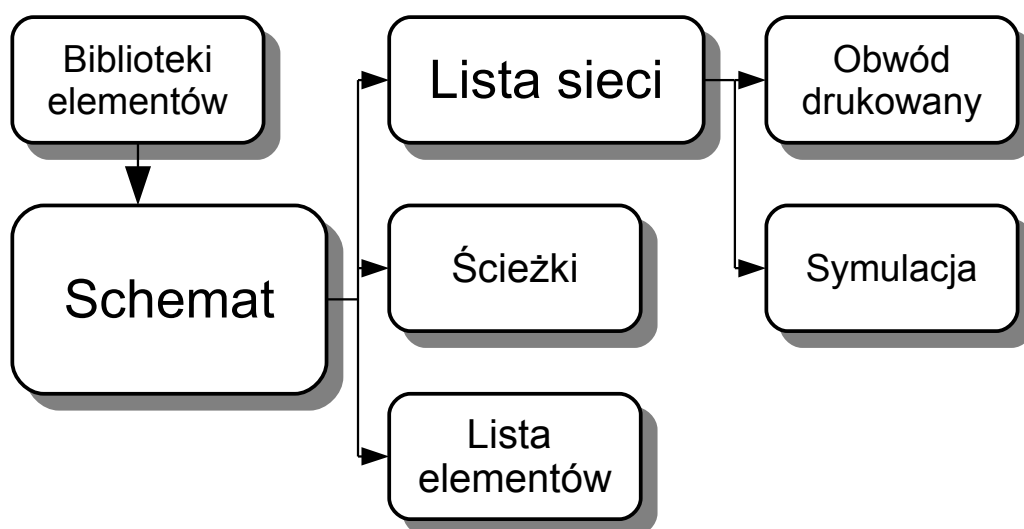 Biblioteki
elementów
Lista sieci
Obwód
drukowany
Schemat
Ścieżki
Symulacja
Lista
elementów